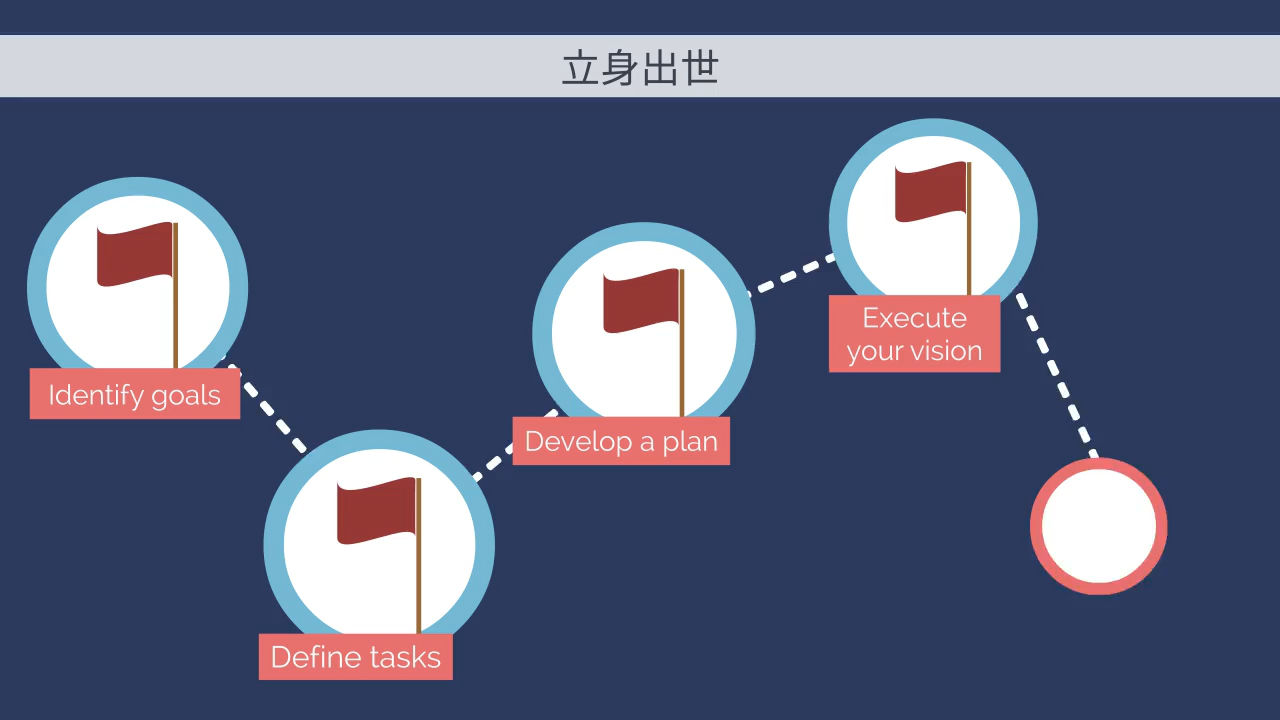 立身出世
Identify goals
Define tasks
Develop a plan
Execute
your vision